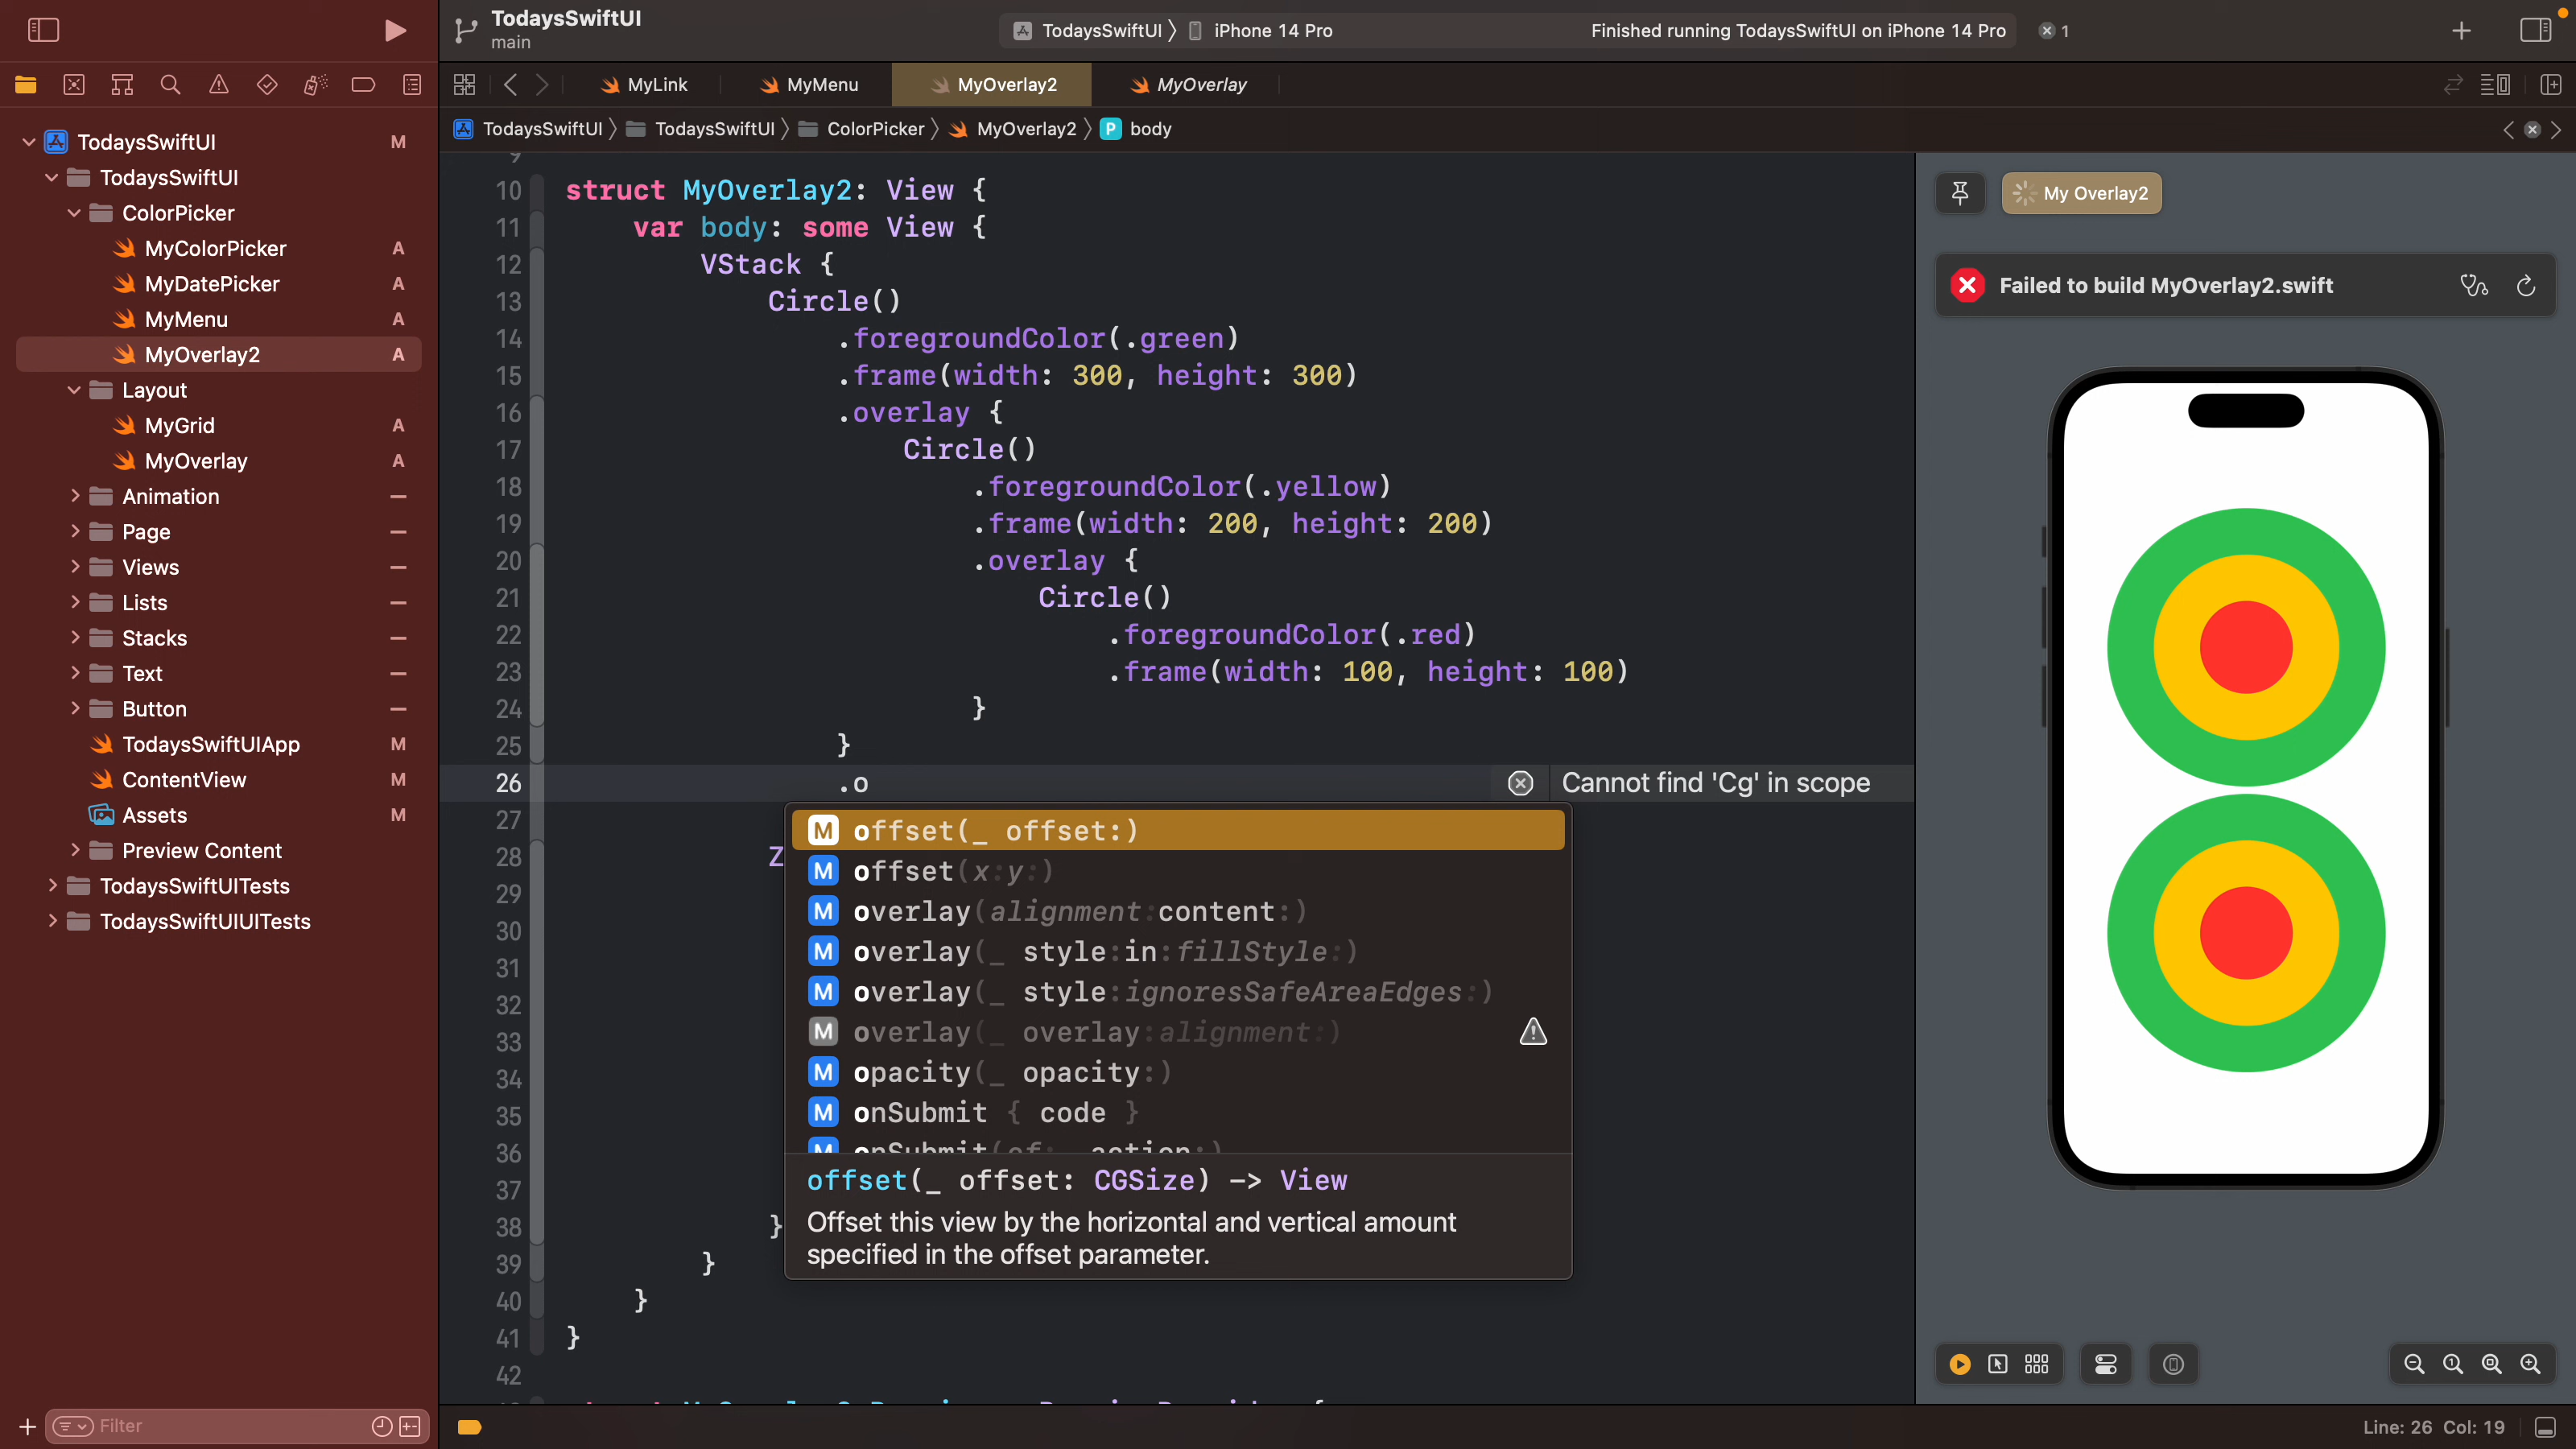 TodaysSwiftUI
main
TodaysSwiftUI
iPhone 14 Pro
Finished running TodaysSwiftUI on iPhone 14 Pro
1
MyLink
MyMenu
MyOverlay2
MyOverlay
TodaysSwiftUI
TodaysSwiftUI
ColorPicker
MyOverlay2
P body
TodaysSwiftUI M
TodaysSwiftUI
ColorPicker
MyColorPicker A
MyDatePicker A
MyMenu A
MyOverlay2 A
Layout
MyGrid A
MyOverlay A
Animation
Page
Views
Lists
Stacks
Text
Button
TodaysSwiftUIApp M
ContentView M
Assets M
Preview Content
TodaysSwiftUITests
TodaysSwiftUIUITests
Filter
9
10 struct MyOverlay2: View {
11 var body: some View {
12 VStack {
13 Circle()
14 .foregroundColor(.green)
15 .frame(width: 300, height: 300)
16 .overlay {
17 Circle()
18 .foregroundColor(.yellow)
19 .frame(width: 200, height: 200)
20 .overlay {
21 Circle()
22 .foregroundColor(.red)
23 .frame(width: 100, height: 100)
24 }
25 }
26 .o Cannot find 'Cg' in scope
27
28 Z
29
30
31
32
33
34
35
36
37
38 }
39 }
40 }
41 }
42
M offset(_ offset:)
M offset(x:y:)
M overlay(alignment:content:)
M overlay(_ style:in:fillStyle:)
M overlay(_ style:ignoresSafeAreaEdges:)
M overlay(_ overlay:alignment:)
M opacity(_ opacity:)
M onSubmit { code }
offset(_ offset: CGSize) -> View
Offset this view by the horizontal and vertical amount
specified in the offset parameter.
My Overlay2
Failed to build MyOverlay2.swift
Line: 26 Col: 19